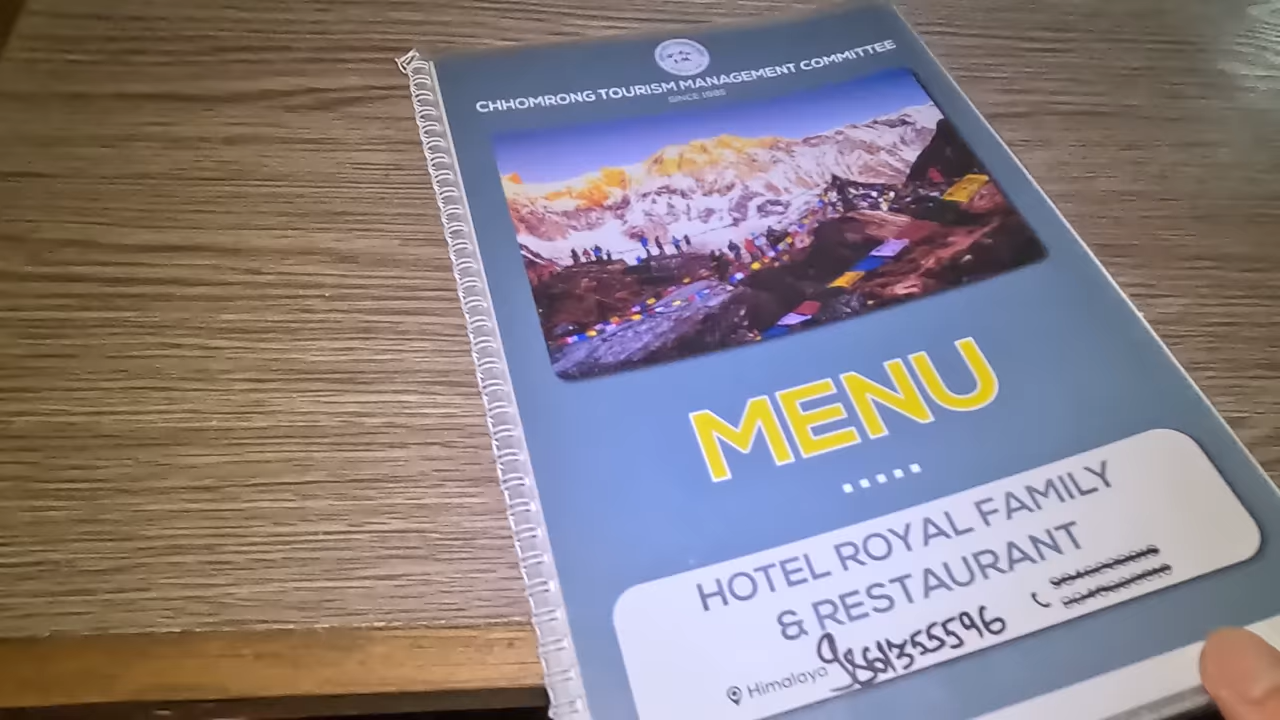 CHHOMRONG TOURISM MANAGEMENT COMMITTEE
SINCE 1985
MENU
HOTEL ROYAL FAMILY
& RESTAURANT
Himalaya 9861355596